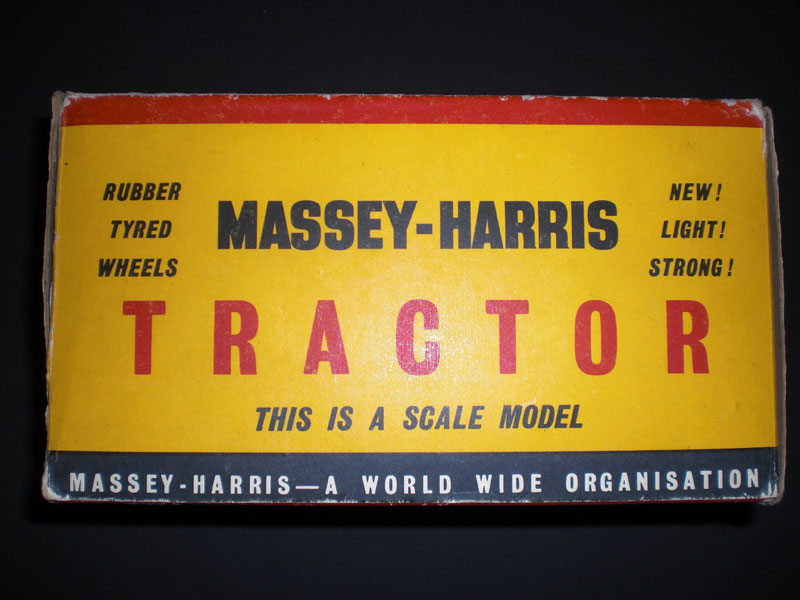 RUBBER
TYRED
WHEELS
MASSEY-HARRIS
NEW!
LIGHT!
STRONG!
TRACTOR
THIS IS A SCALE MODEL
MASSEY-HARRIS—A WORLD WIDE ORGANISATION